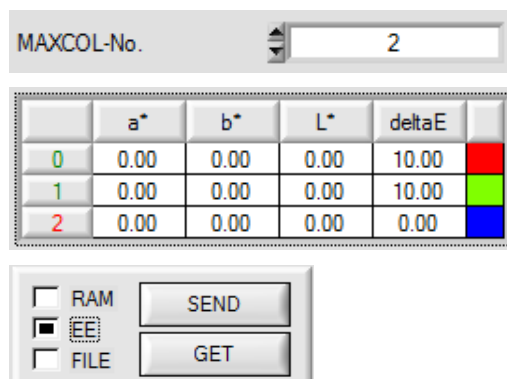 MAXCOL-No. 2
a* b* L* deltaE
0 0.00 0.00 0.00 10.00
1 0.00 0.00 0.00 10.00
2 0.00 0.00 0.00 0.00
RAM SEND
EE
FILE GET